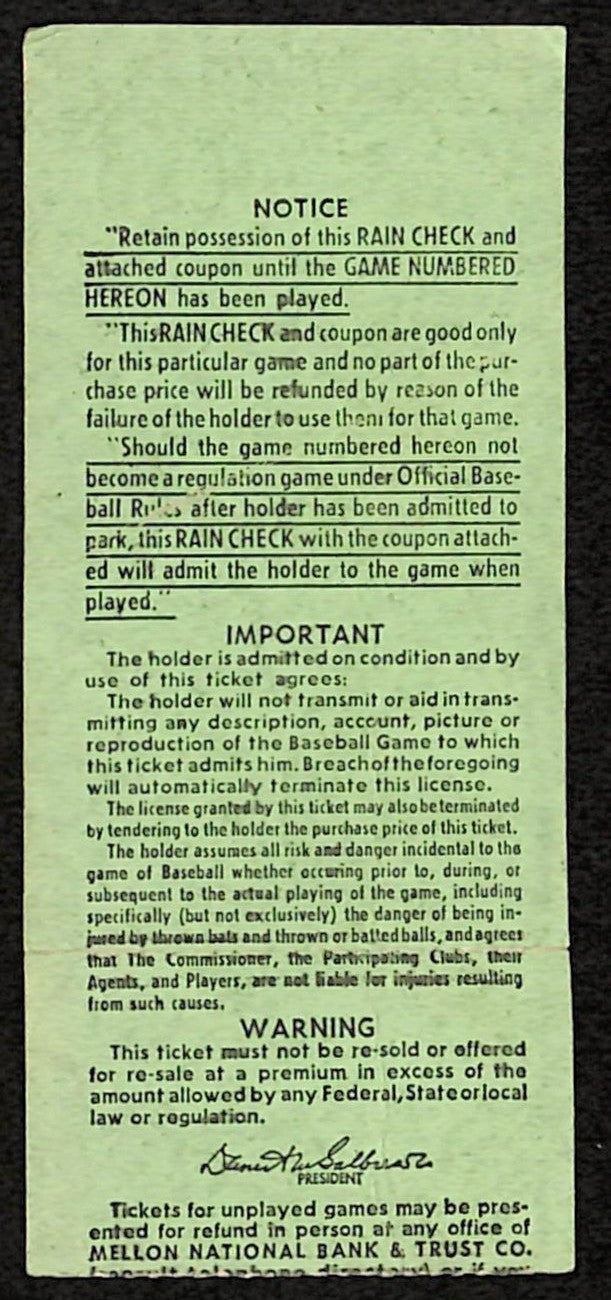 NOTICE
"Retain possession of this RAIN CHECK and
attached coupon until the GAME NUMBERED
HEREON has been played.
"This RAIN CHECK and coupon are good only
for this particular game and no part of the pur-
chase price will be refunded by reason of the
failure of the holder to use them for that game.
"Should the game numbered hereon not
become a regulation game under Official Base-
ball Rules after holder has been admitted to
park, this RAIN CHECK with the coupon attach-
ed will admit the holder to the game when
played."
IMPORTANT
The holder is admitted on condition and by
use of this ticket agrees:
The holder will not transmit or aid in trans-
mitting any description, account, picture or
reproduction of the Baseball Game to which
this ticket admits him. Breach of the foregoing
will automatically terminate this license.
The license granted by this ticket may also be terminated
by tendering to the holder the purchase price of this ticket.
The holder assumes all risk and danger incidental to the
game of Baseball whether occuring prior to, during, or
subsequent to the actual playing of the game, including
specifically (but not exclusively) the danger of being in-
jured by thrown bats and thrown or batted balls, and agrees
that The Commissioner, the Participating Clubs, their
Agents, and Players, are not liable for injuries resulting
from such causes.
WARNING
This ticket must not be re-sold or offered
for re-sale at a premium in excess of the
amount allowed by any Federal, State or local
law or regulation.
PRESIDENT
Tickets for unplayed games may be pres-
ented for refund in person at any office of
MELLON NATIONAL BANK & TRUST CO.